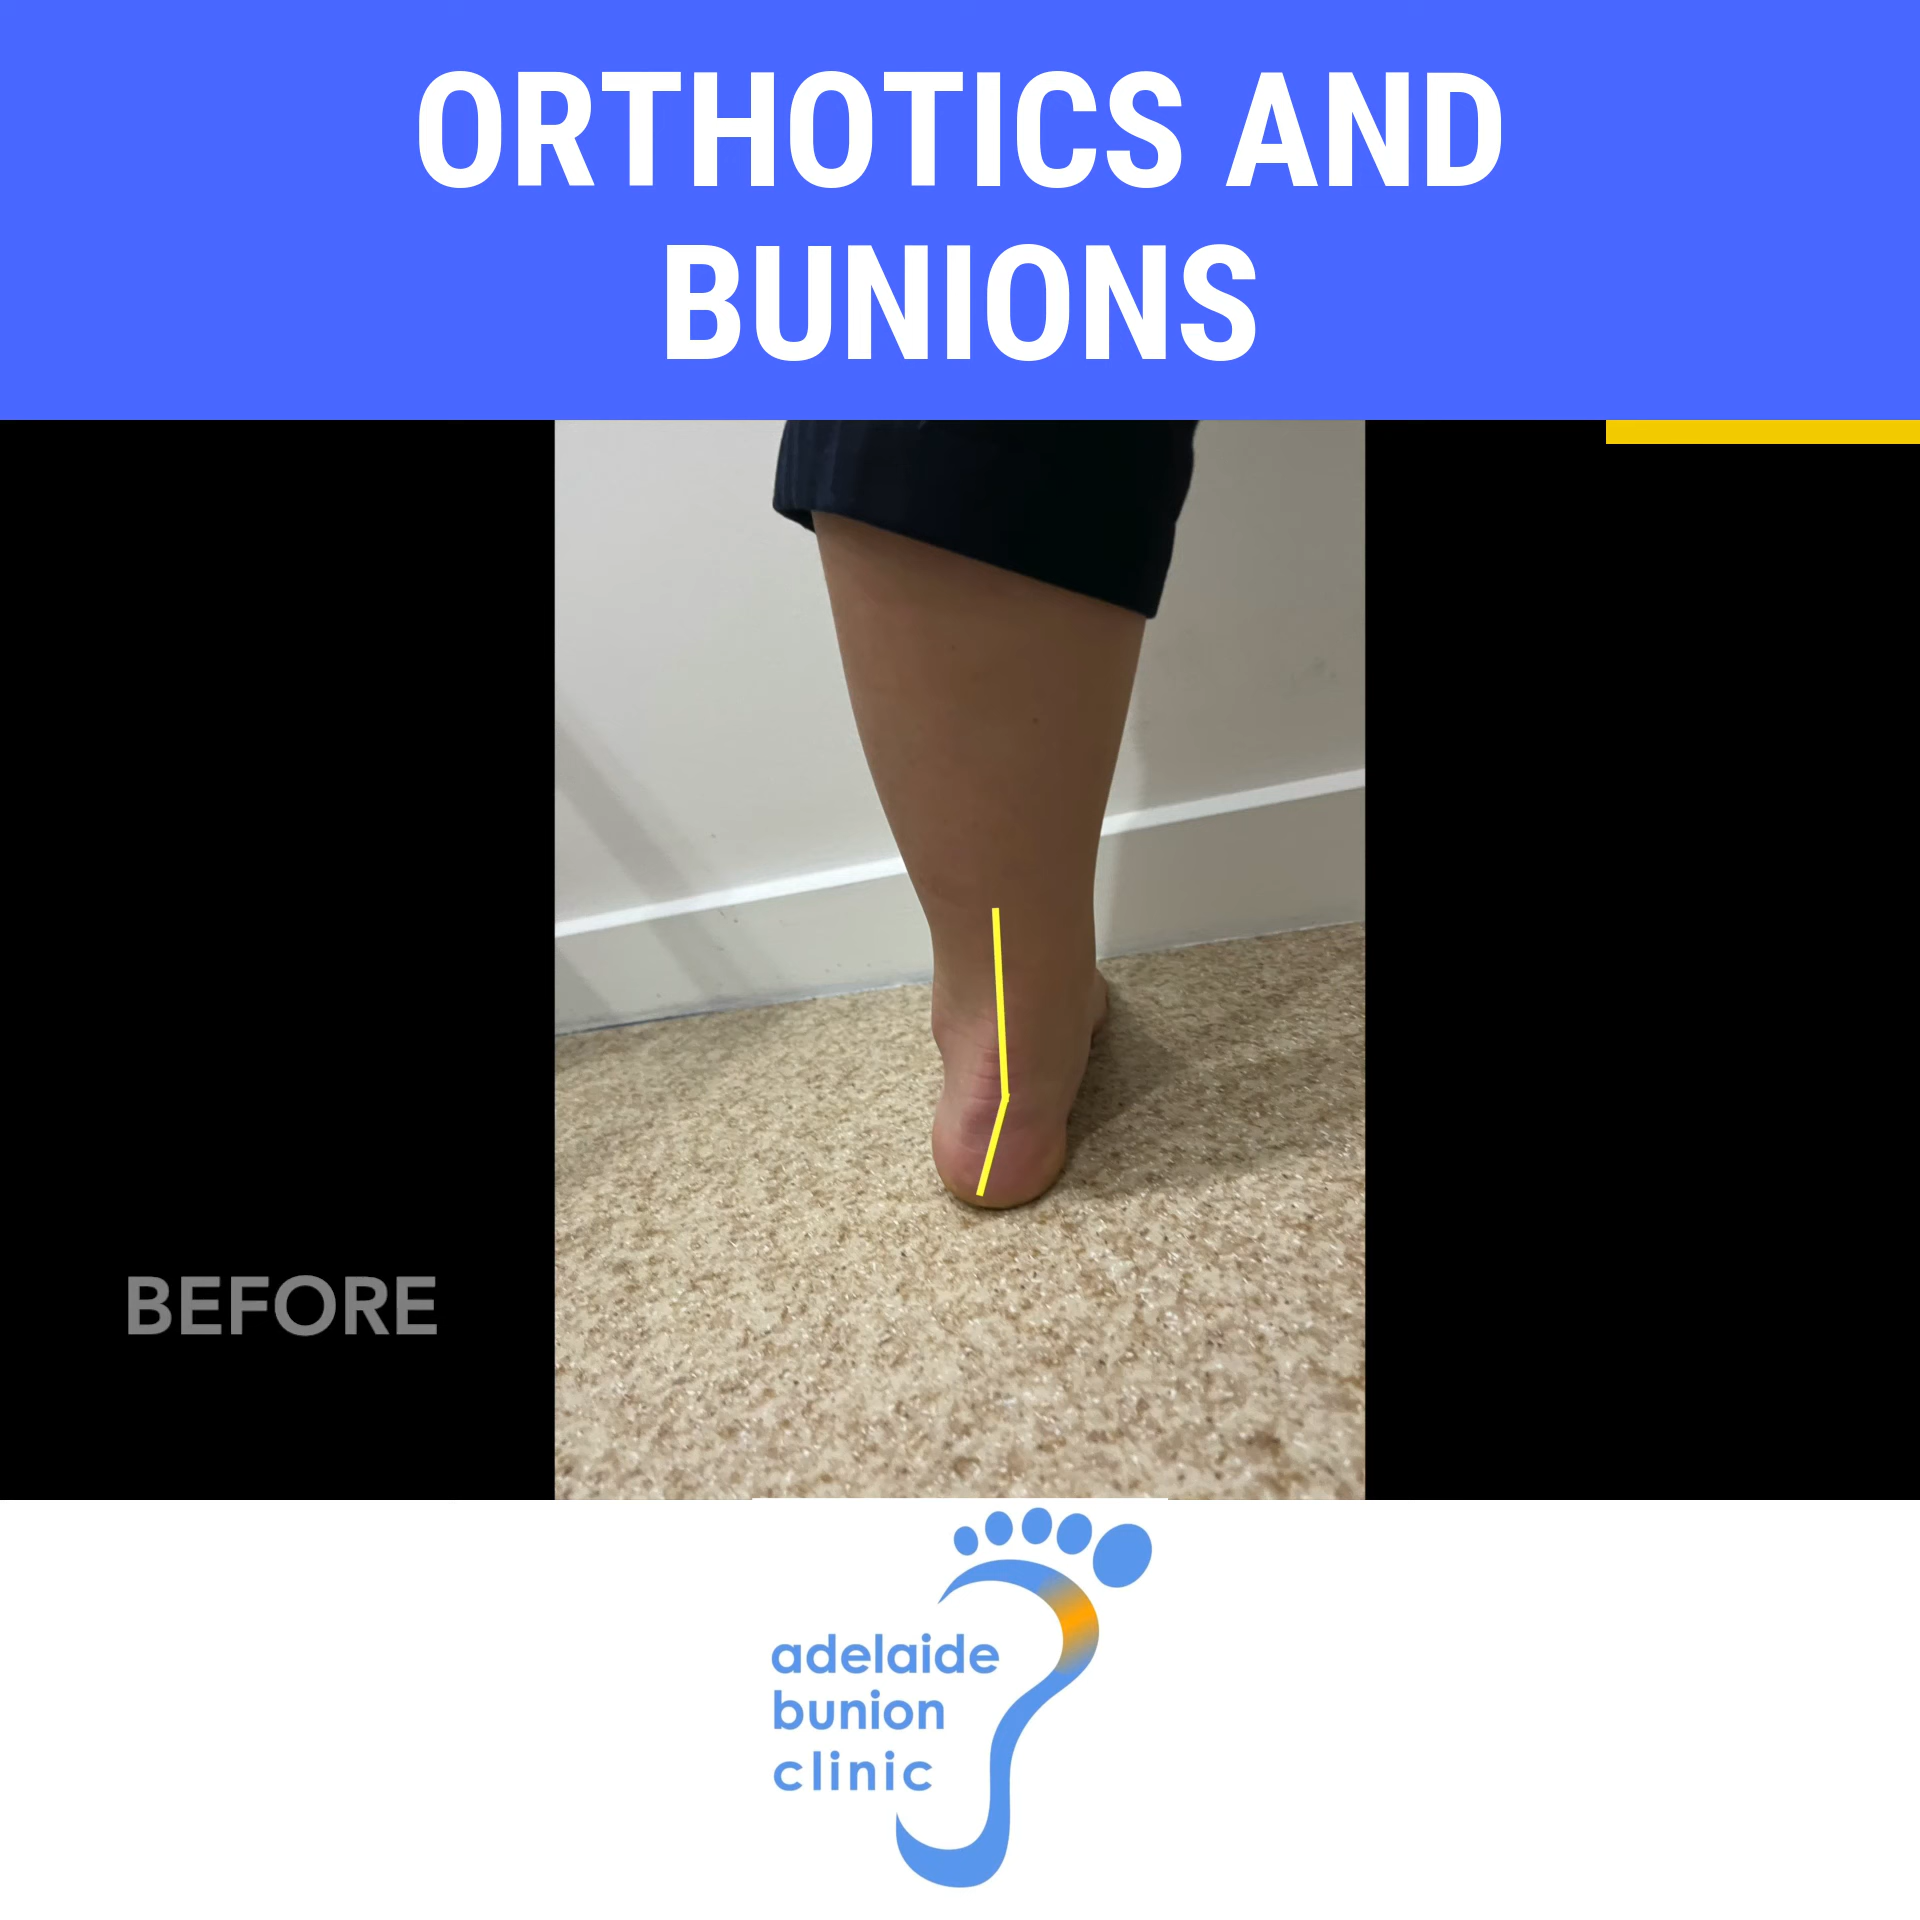 ORTHOTICS AND
BUNIONS
BEFORE
adelaide
bunion
clinic